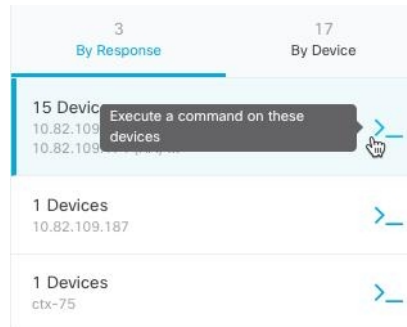 3
By Response
17
By Device
15 Devic
Execute a command on these
devices
10.82.109
10.82.109
>_
1 Devices
10.82.109.187
>_
1 Devices
ctx-75
>_